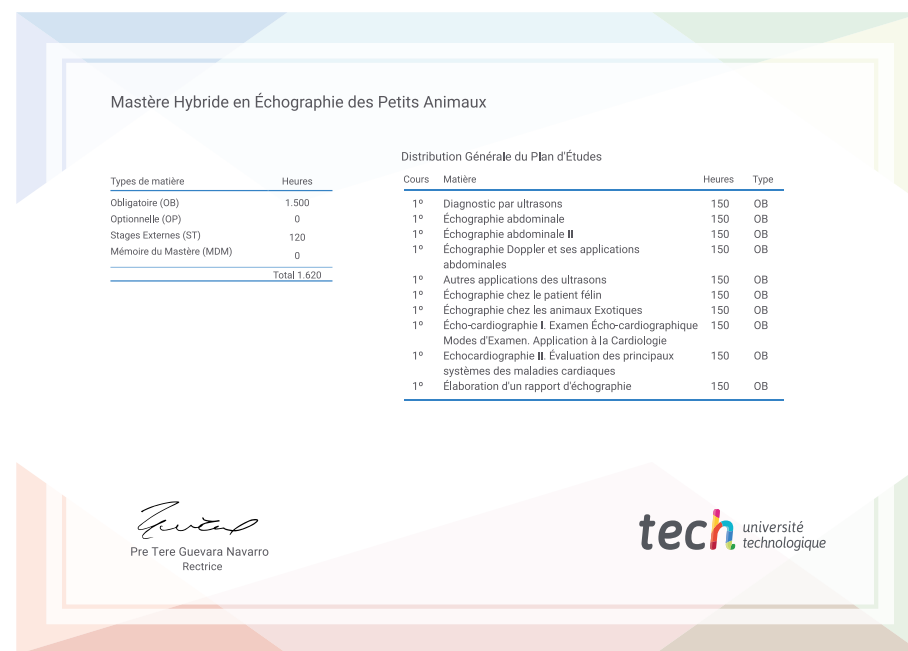 Mastère Hybride en Échographie des Petits Animaux
Types de matière Heures
Obligatoire (OB) 1.500
Optionnelle (OP) 0
Stages Externes (ST) 120
Mémoire du Mastère (MDM) 0
Total 1.620
Distribution Générale du Plan d'Études
Cours Matière Heures Type
1º Diagnostic par ultrasons 150 OB
1º Échographie abdominale 150 OB
1º Échographie abdominale II 150 OB
1º Échographie Doppler et ses applications 150 OB
abdominales
1º Autres applications des ultrasons 150 OB
1º Échographie chez le patient félin 150 OB
1º Échographie chez les animaux Exotiques 150 OB
1º Écho-cardiographie I. Examen Écho-cardiographique 150 OB
Modes d'Examen. Application à la Cardiologie
1º Echocardiographie II. Évaluation des principaux 150 OB
systèmes des maladies cardiaques
1º Élaboration d'un rapport d'échographie 150 OB
Pre Tere Guevara Navarro
Rectrice
tech université
technologique